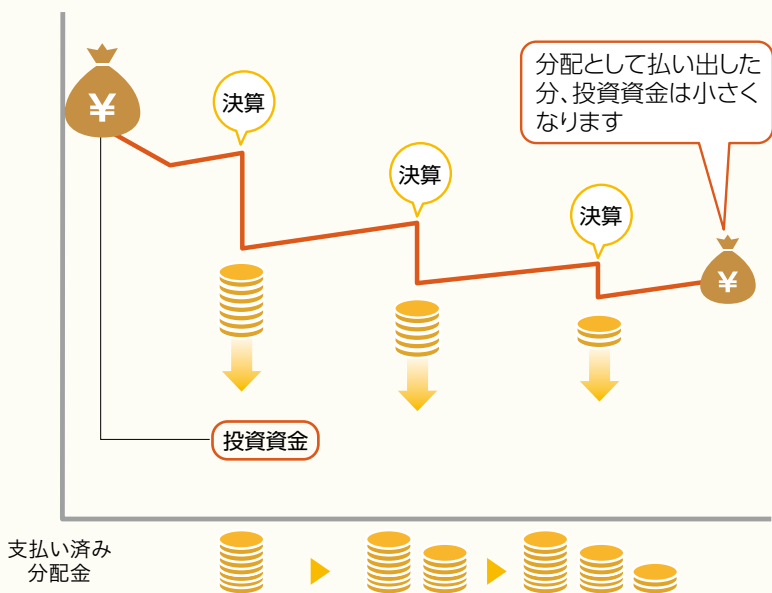 ¥
決算
分配として払い出した
分、投資資金は小さく
なります
決算
決算
¥
投資資金
支払い済み
分配金